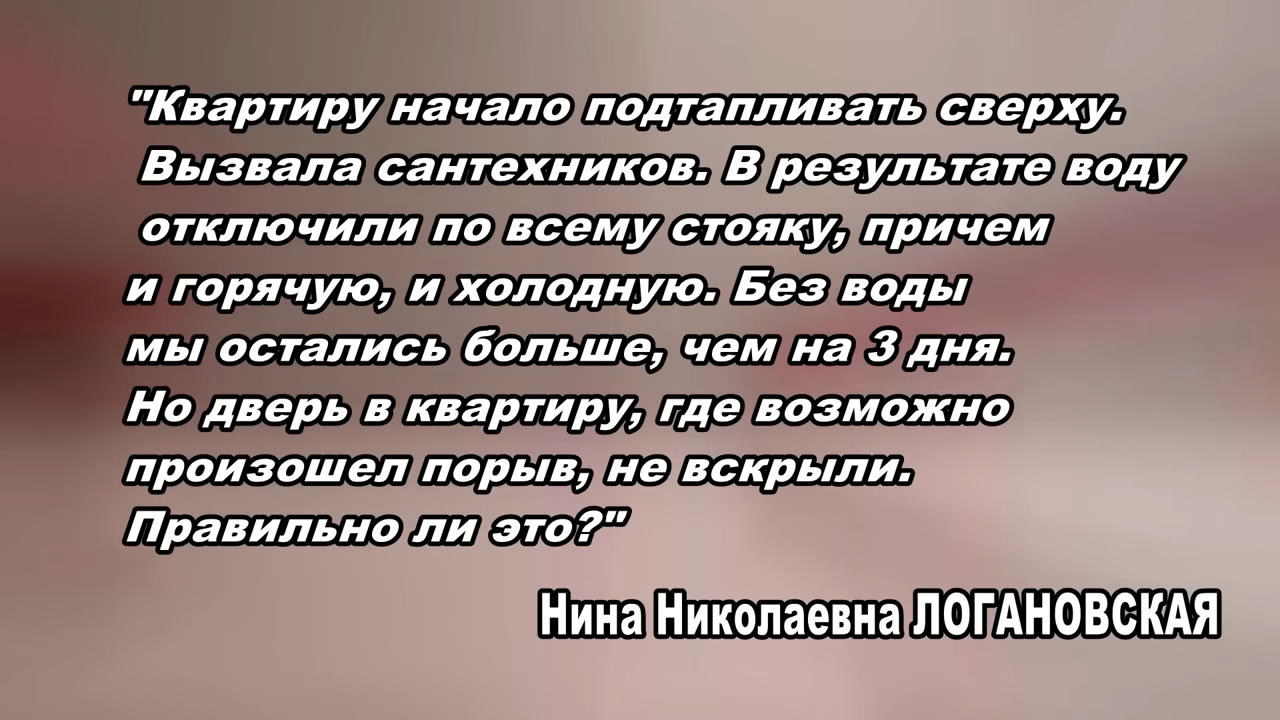 "Квартиру начало подтапливать сверху.
Вызвала сантехников. В результате воду
отключили по всему стояку, причем
и горячую, и холодную. Без воды
мы остались больше, чем на 3 дня.
Но дверь в квартиру, где возможно
произошел порыв, не вскрыли.
Правильно ли это?"
Нина Николаевна ЛОГАНОВСКАЯ